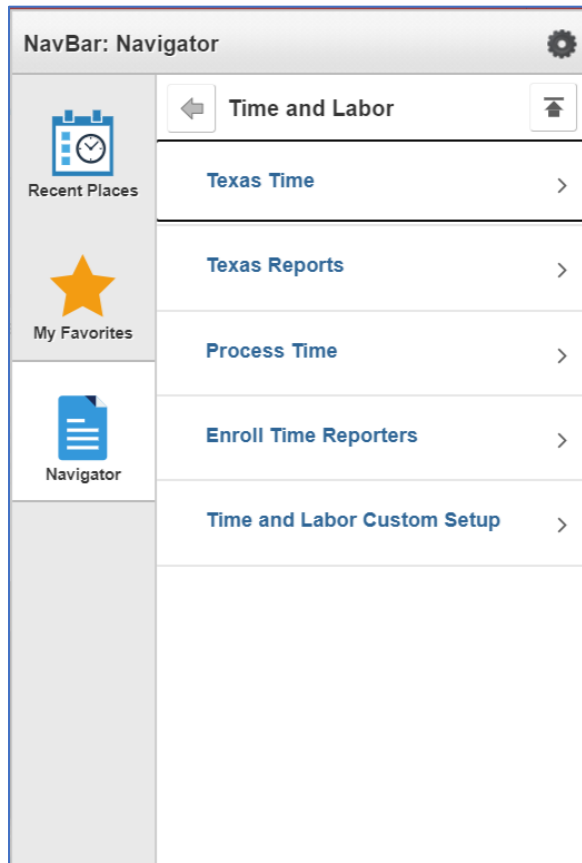 NavBar: Navigator
Time and Labor
Recent Places
My Favorites
Navigator
Texas Time
Texas Reports
Process Time
Enroll Time Reporters
Time and Labor Custom Setup